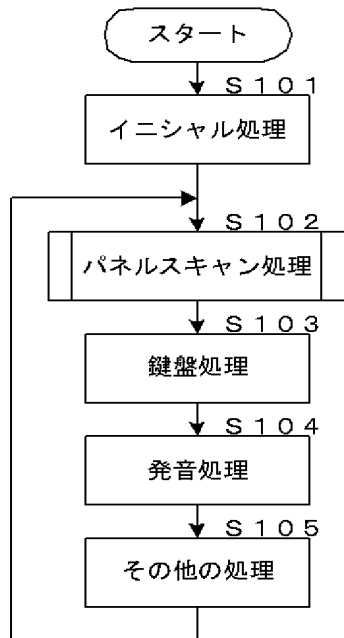 スタート
S101
イニシャル処理
S102
パネルスキャン処理
S103
鍵盤処理
S104
発音処理
S105
その他の処理